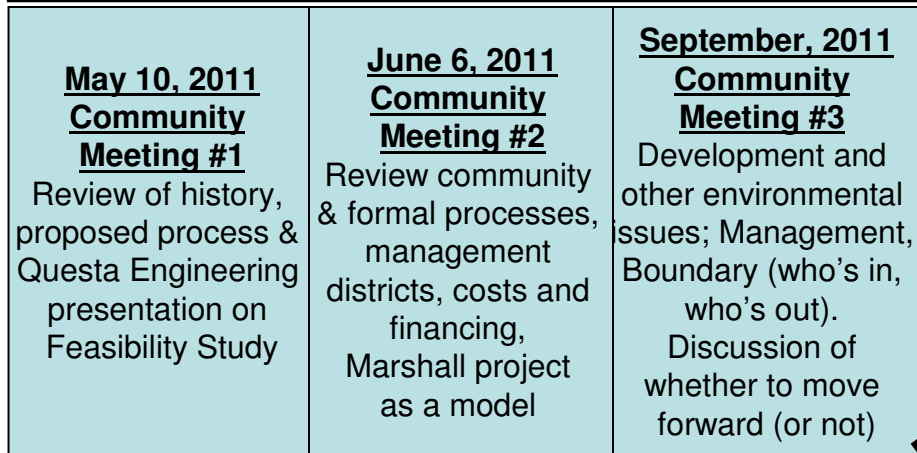 May 10, 2011
Community
Meeting #1
Review of history,
proposed process &
Questa Engineering
presentation on
Feasibility Study
June 6, 2011
Community
Meeting #2
Review community
& formal processes,
management
districts, costs and
financing,
Marshall project
as a model
September, 2011
Community
Meeting #3
Development and
other environmental
issues; Management,
Boundary (who's in,
who's out).
Discussion of
whether to move
forward (or not)